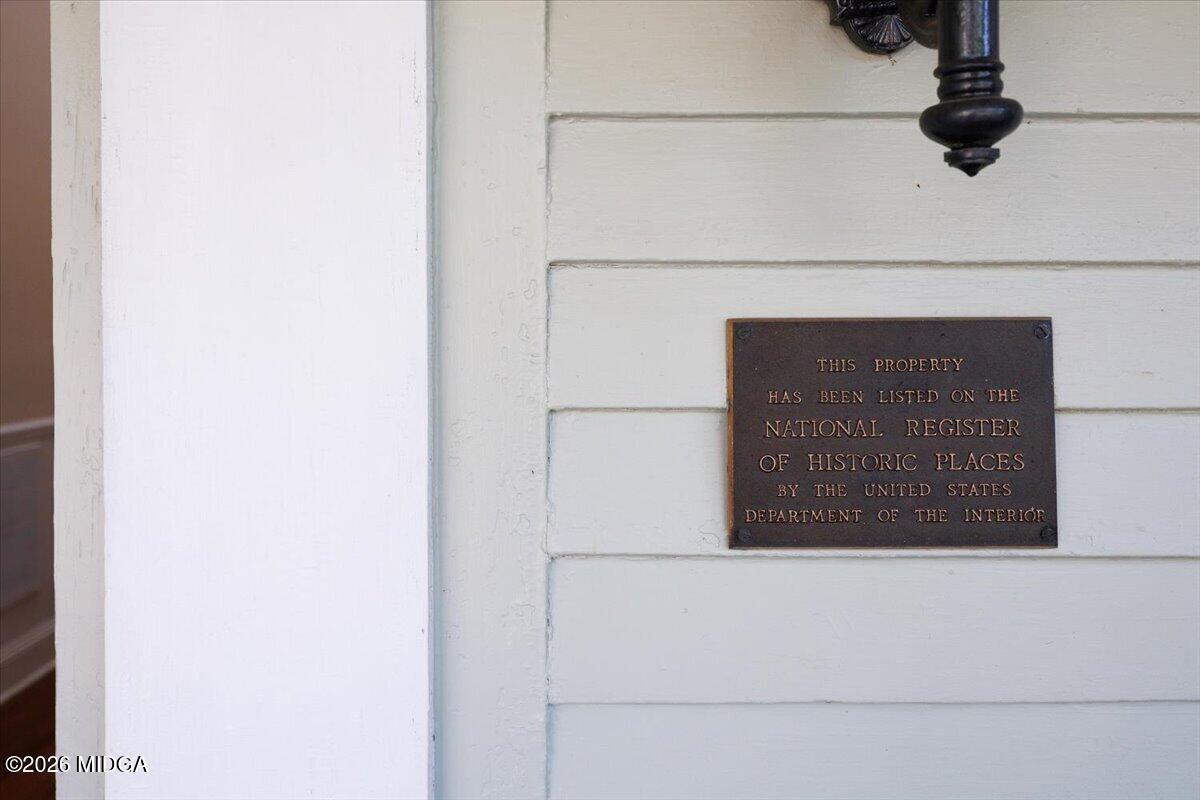 THIS PROPERTY
HAS BEEN LISTED ON THE
NATIONAL REGISTER
OF HISTORIC PLACES
BY THE UNITED STATES
DEPARTMENT OF THE INTERIOR
©2026 MIDGA